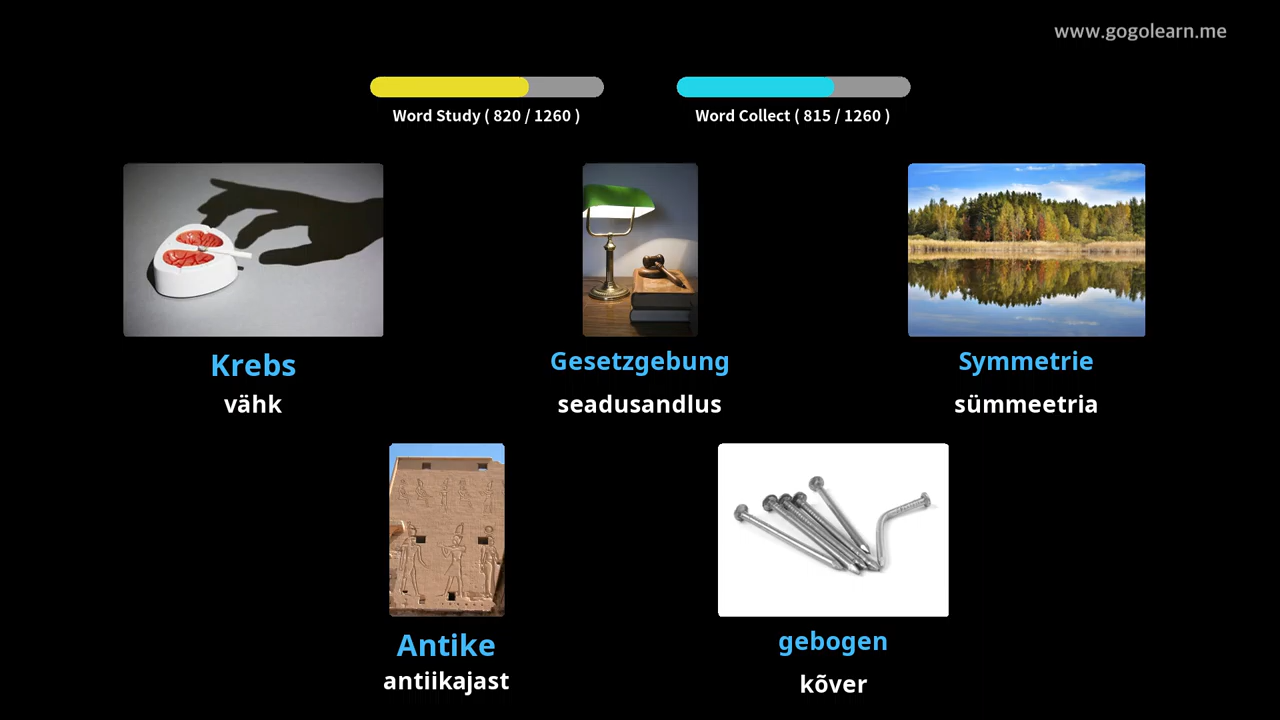 www.gogolearn.me
Word Study ( 820 / 1260 )
Word Collect ( 815 / 1260 )
Krebs
vähk
Gesetzgebung
seadusandlus
Symmetrie
sümmeetria
Antike
antiikajast
gebogen
kõver